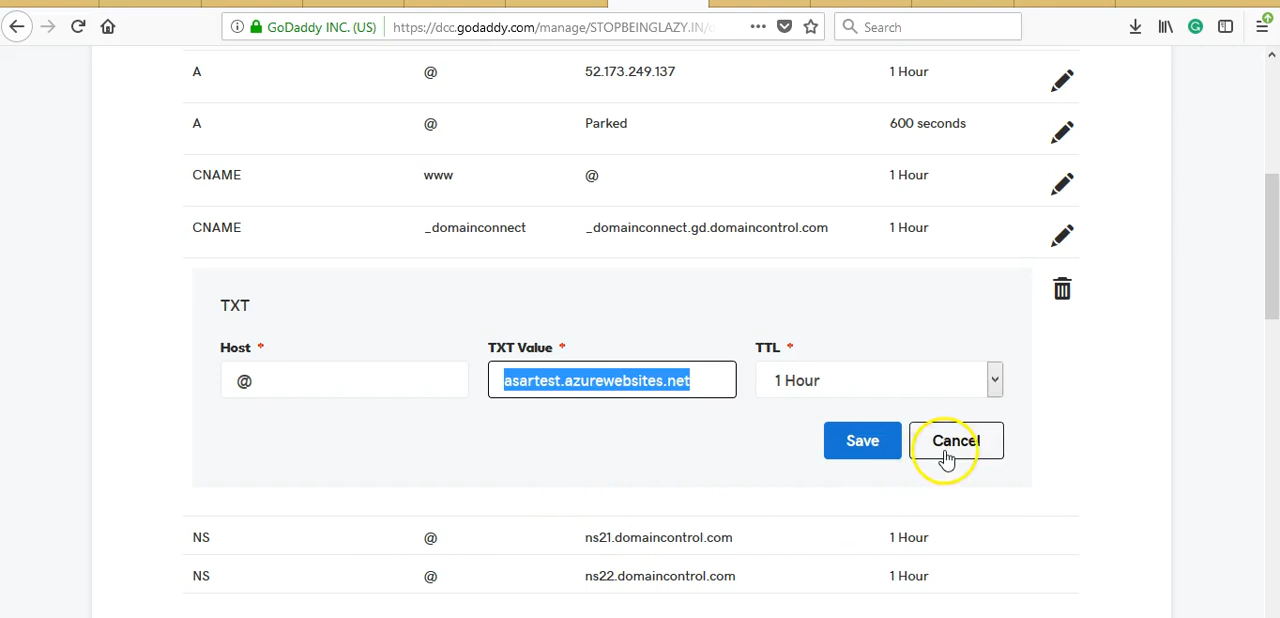 GoDaddy INC. (US) https://dcc.godaddy.com/manage/STOPBEINGLAZY.IN/ Search
A @ 52.173.249.137 1 Hour
A @ Parked 600 seconds
CNAME www @ 1 Hour
CNAME _domainconnect _domainconnect.gd.domaincontrol.com 1 Hour
TXT
Host * TXT Value * TTL *
@ asartest.azurewebsites.net 1 Hour
Save Cancel
NS @ ns21.domaincontrol.com 1 Hour
NS @ ns22.domaincontrol.com 1 Hour